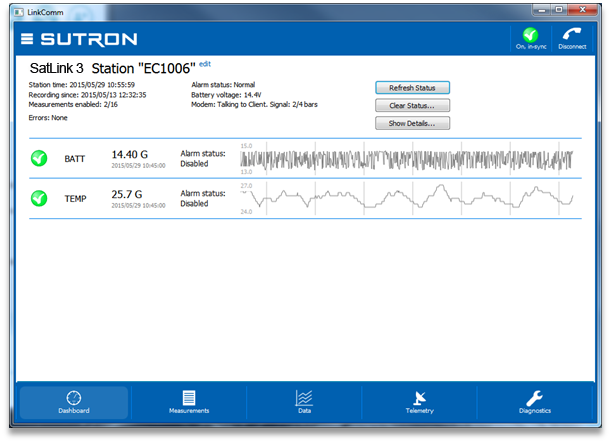 LinkComm
SUTRON
On, in-sync
Disconnect
SatLink 3 Station "EC1006" edit
Station time: 2015/05/29 10:55:59
Recording since: 2015/05/13 12:32:35
Measurements enabled: 2/16
Errors: None
Alarm status: Normal
Battery voltage: 14.4V
Modem: Talking to Client. Signal: 2/4 bars
Refresh Status
Clear Status...
Show Details...
BATT
14.40 G
2015/05/29 10:45:00
Alarm status:
Disabled
15.0
13.0
TEMP
25.7 G
2015/05/29 10:45:00
Alarm status:
Disabled
27.0
24.0
Dashboard
Measurements
Data
Telemetry
Diagnostics